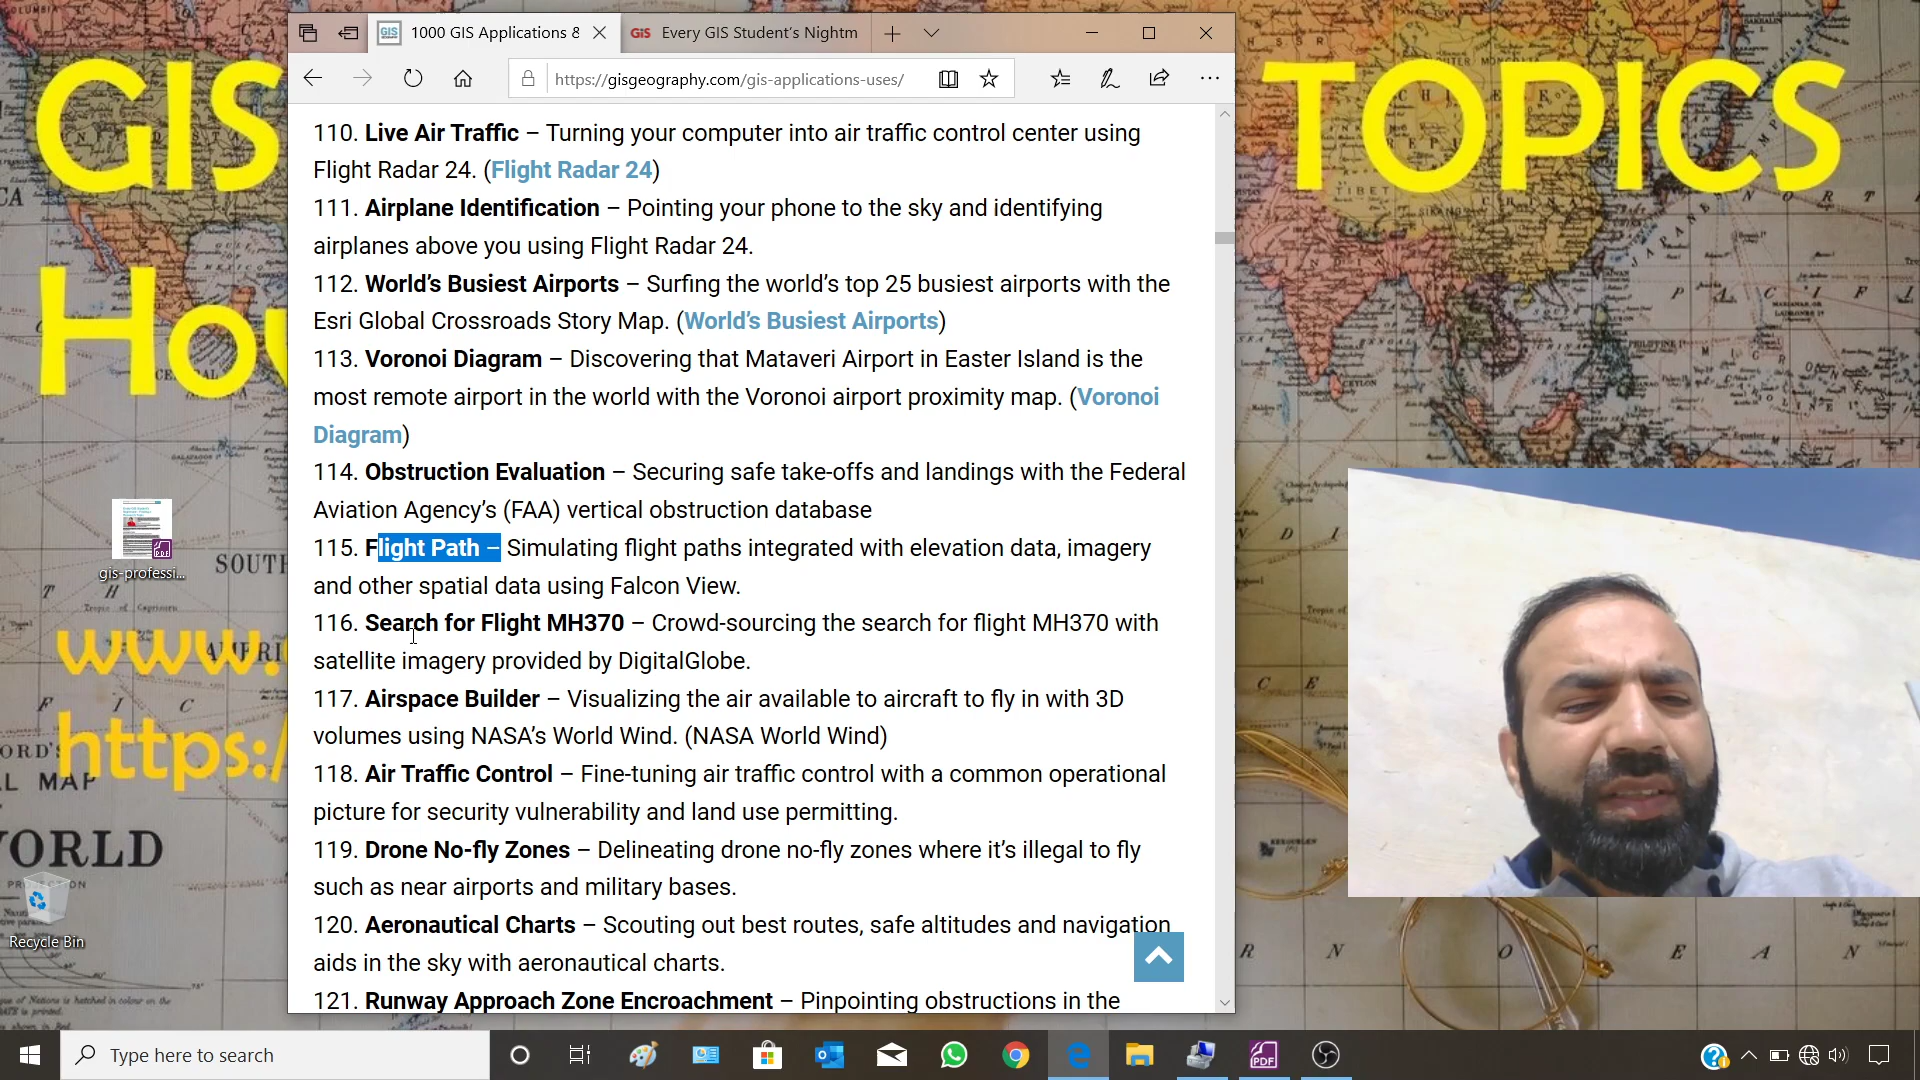 GIS
TOPICS
How
www.
https:/
1000 GIS Applications &
GIS Every GIS Student's Nightm
https://gisgeography.com/gis-applications-uses/
110. Live Air Traffic – Turning your computer into air traffic control center using
Flight Radar 24. (Flight Radar 24)
111. Airplane Identification – Pointing your phone to the sky and identifying
airplanes above you using Flight Radar 24.
112. World's Busiest Airports – Surfing the world's top 25 busiest airports with the
Esri Global Crossroads Story Map. (World's Busiest Airports)
113. Voronoi Diagram – Discovering that Mataveri Airport in Easter Island is the
most remote airport in the world with the Voronoi airport proximity map. (Voronoi
Diagram)
114. Obstruction Evaluation – Securing safe take-offs and landings with the Federal
Aviation Agency's (FAA) vertical obstruction database
115. Flight Path – Simulating flight paths integrated with elevation data, imagery
and other spatial data using Falcon View.
116. Search for Flight MH370 – Crowd-sourcing the search for flight MH370 with
satellite imagery provided by DigitalGlobe.
117. Airspace Builder – Visualizing the air available to aircraft to fly in with 3D
volumes using NASA's World Wind. (NASA World Wind)
118. Air Traffic Control – Fine-tuning air traffic control with a common operational
picture for security vulnerability and land use permitting.
119. Drone No-fly Zones – Delineating drone no-fly zones where it's illegal to fly
such as near airports and military bases.
120. Aeronautical Charts – Scouting out best routes, safe altitudes and navigation
aids in the sky with aeronautical charts.
121. Runway Approach Zone Encroachment – Pinpointing obstructions in the
gis-professi...
PDF
SOUTH
Tropic of Capricorn
AMERI
MAP
WORLD
Recycle Bin
Type here to search
PDF